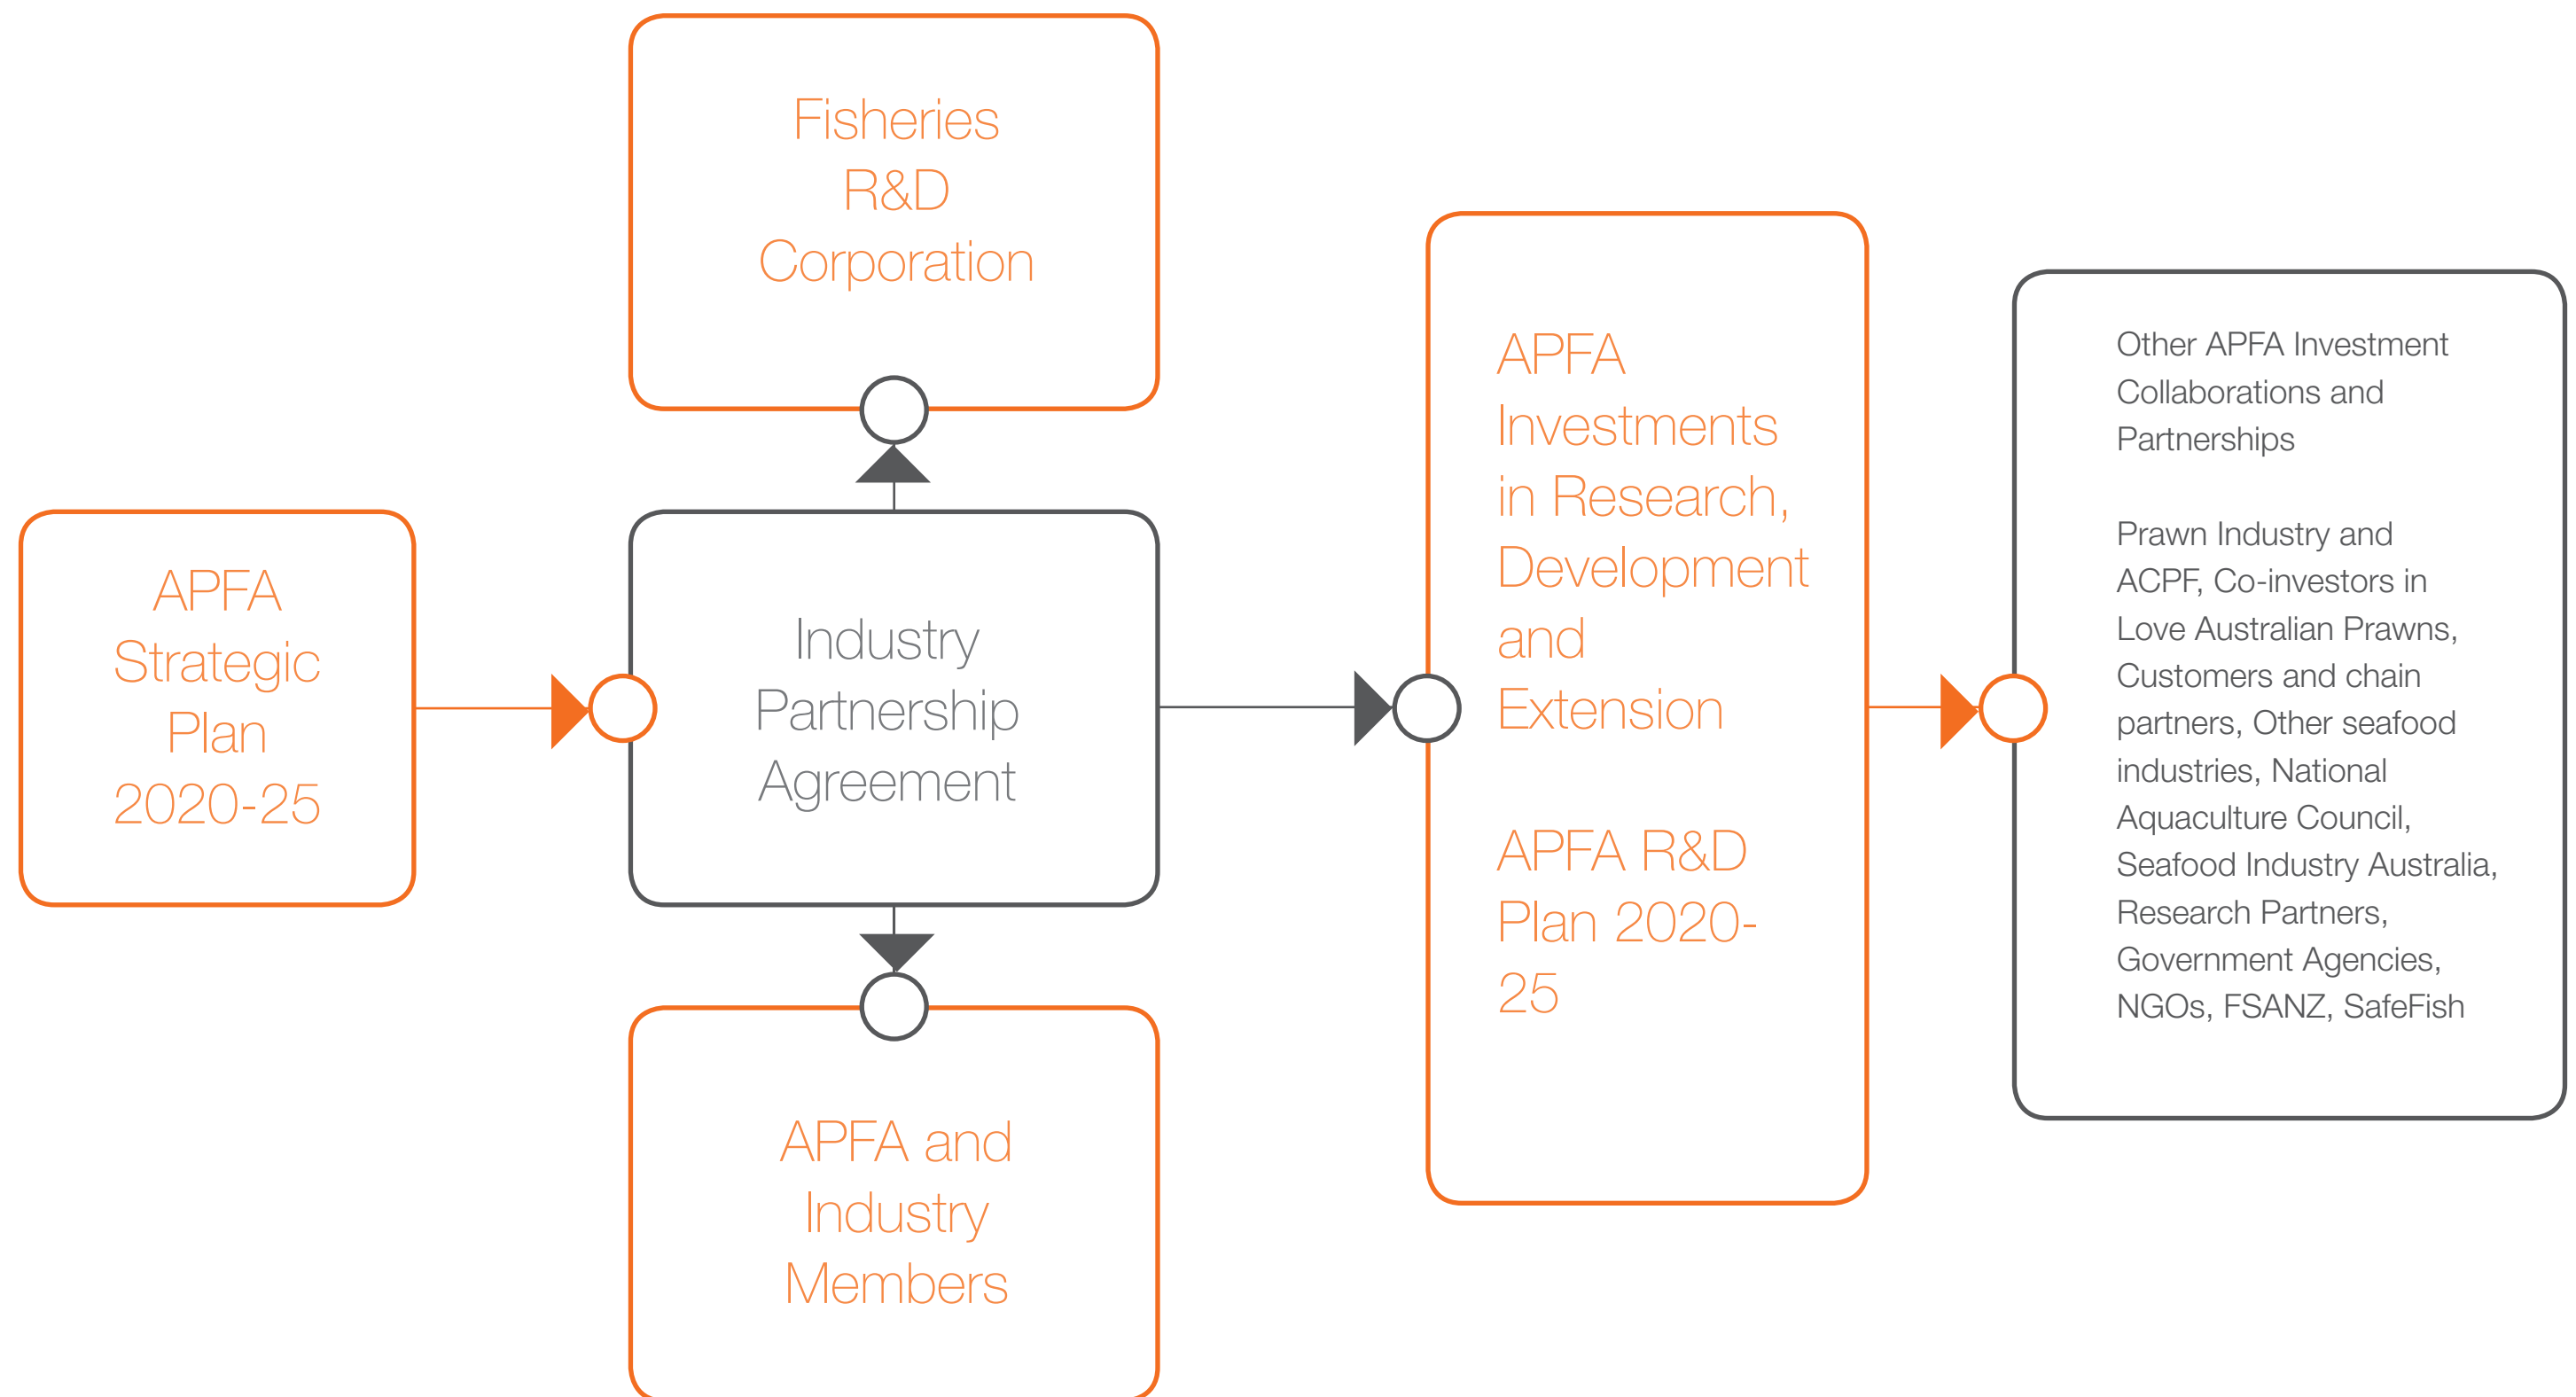 Fisheries
R&D
Corporation
APFA
Strategic
Plan
2020-25
Industry
Partnership
Agreement
APFA and
Industry
Members
APFA
Investments
in Research,
Development
and
Extension
APFA R&D
Plan 2020-
25
Other APFA Investment
Collaborations and
Partnerships
Prawn Industry and
ACPF, Co-investors in
Love Australian Prawns,
Customers and chain
partners, Other seafood
industries, National
Aquaculture Council,
Seafood Industry Australia,
Research Partners,
Government Agencies,
NGOs, FSANZ, SafeFish